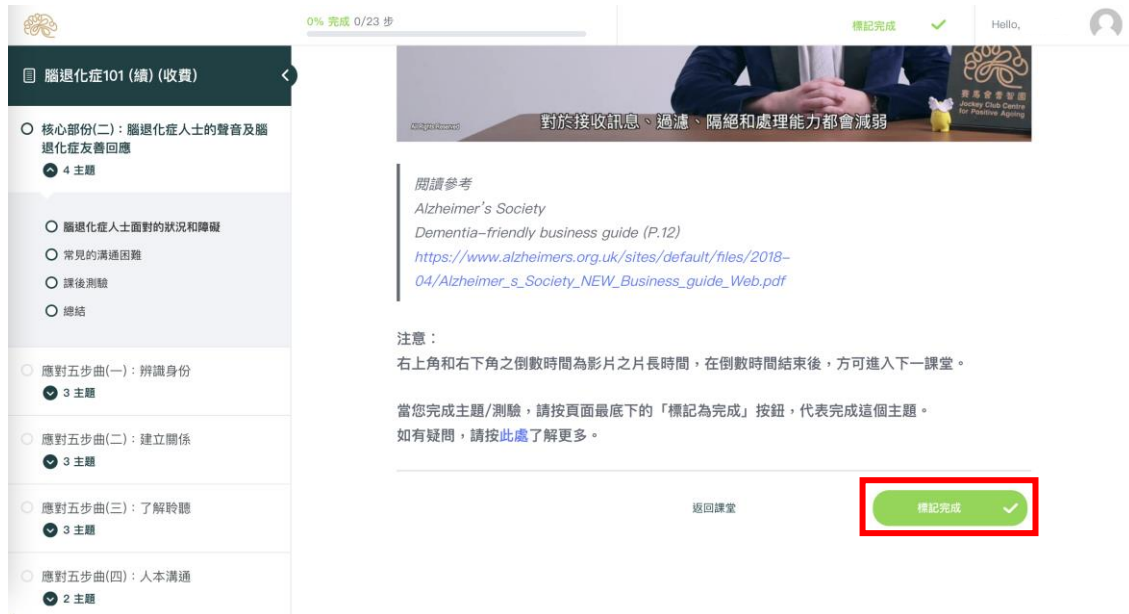 0% 完成 0/23 步
標記完成
Hello,
腦退化症101 (續) (收費)
核心部份(二)：腦退化症人士的聲音及腦
退化症友善回應
4 主題
腦退化症人士面對的狀況和障礙
常見的溝通困難
課後測驗
總結
應對五步曲(一)：辨識身份
3 主題
應對五步曲(二)：建立關係
3 主題
應對五步曲(三)：了解聆聽
3 主題
應對五步曲(四)：人本溝通
2 主題
賽馬會耆智園
Jockey Club Centre
for Positive Ageing
All Rights Reserved
對於接收訊息、過濾、隔絕和處理能力都會減弱
閱讀參考
Alzheimer's Society
Dementia-friendly business guide (P.12)
https://www.alzheimers.org.uk/sites/default/files/2018-
04/Alzheimer_s_Society_NEW_Business_guide_Web.pdf
注意：
右上角和右下角之倒數時間為影片之片長時間，在倒數時間結束後，方可進入下一課堂。
當您完成主題/測驗，請按頁面最底下的「標記為完成」按鈕，代表完成這個主題。
如有疑問，請按此處了解更多。
返回課堂
標記完成